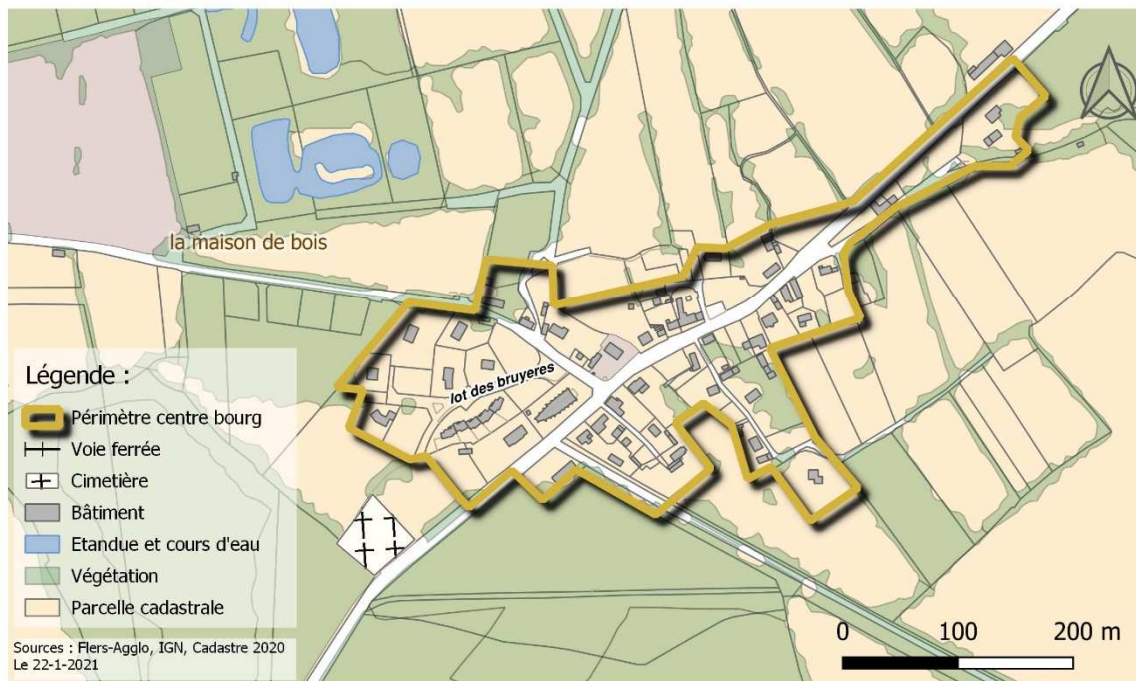 la maison de bois
lot des bruyeres
Légende :
Périmètre centre bourg
Voie ferrée
Cimetière
Bâtiment
Etandue et cours d'eau
Végétation
Parcelle cadastrale
Sources : Flers-Agglo, IGN, Cadastre 2020
Le 22-1-2021
0 100 200 m